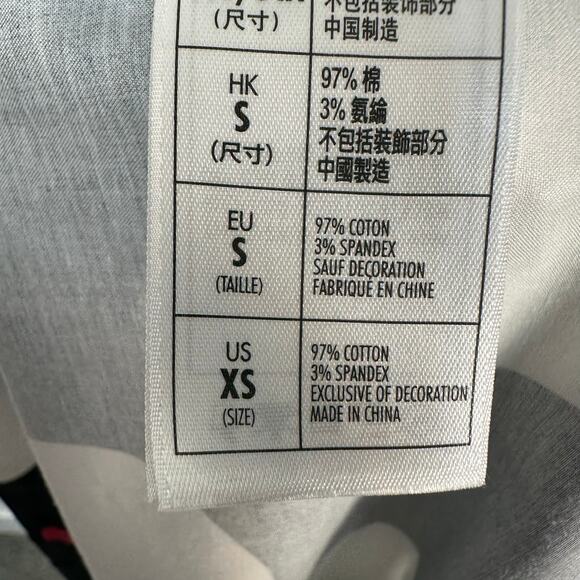 (尺寸)
不包括装饰部分
中国制造
HK
S
(尺寸)
97% 棉
3% 氨綸
不包括裝飾部分
中國製造
EU
S
(TAILLE)
97% COTON
3% SPANDEX
SAUF DECORATION
FABRIQUÉ EN CHINE
US
XS
(SIZE)
97% COTTON
3% SPANDEX
EXCLUSIVE OF DECORATION
MADE IN CHINA